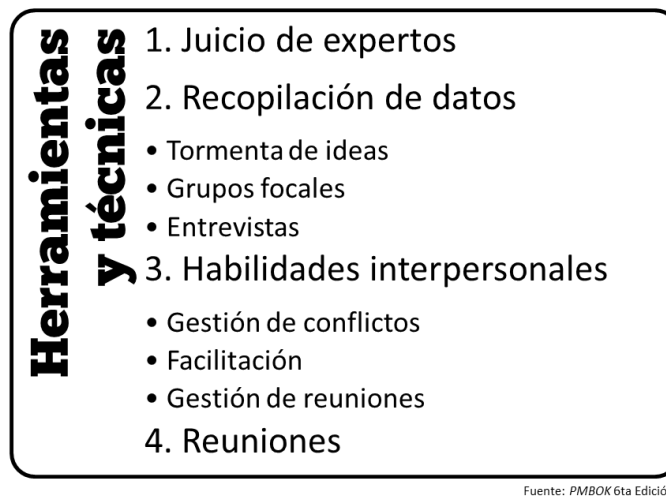 Herramientas
y técnicas
1. Juicio de expertos
2. Recopilación de datos
• Tormenta de ideas
• Grupos focales
• Entrevistas
3. Habilidades interpersonales
• Gestión de conflictos
• Facilitación
• Gestión de reuniones
4. Reuniones
Fuente: PMBOK 6ta Edició